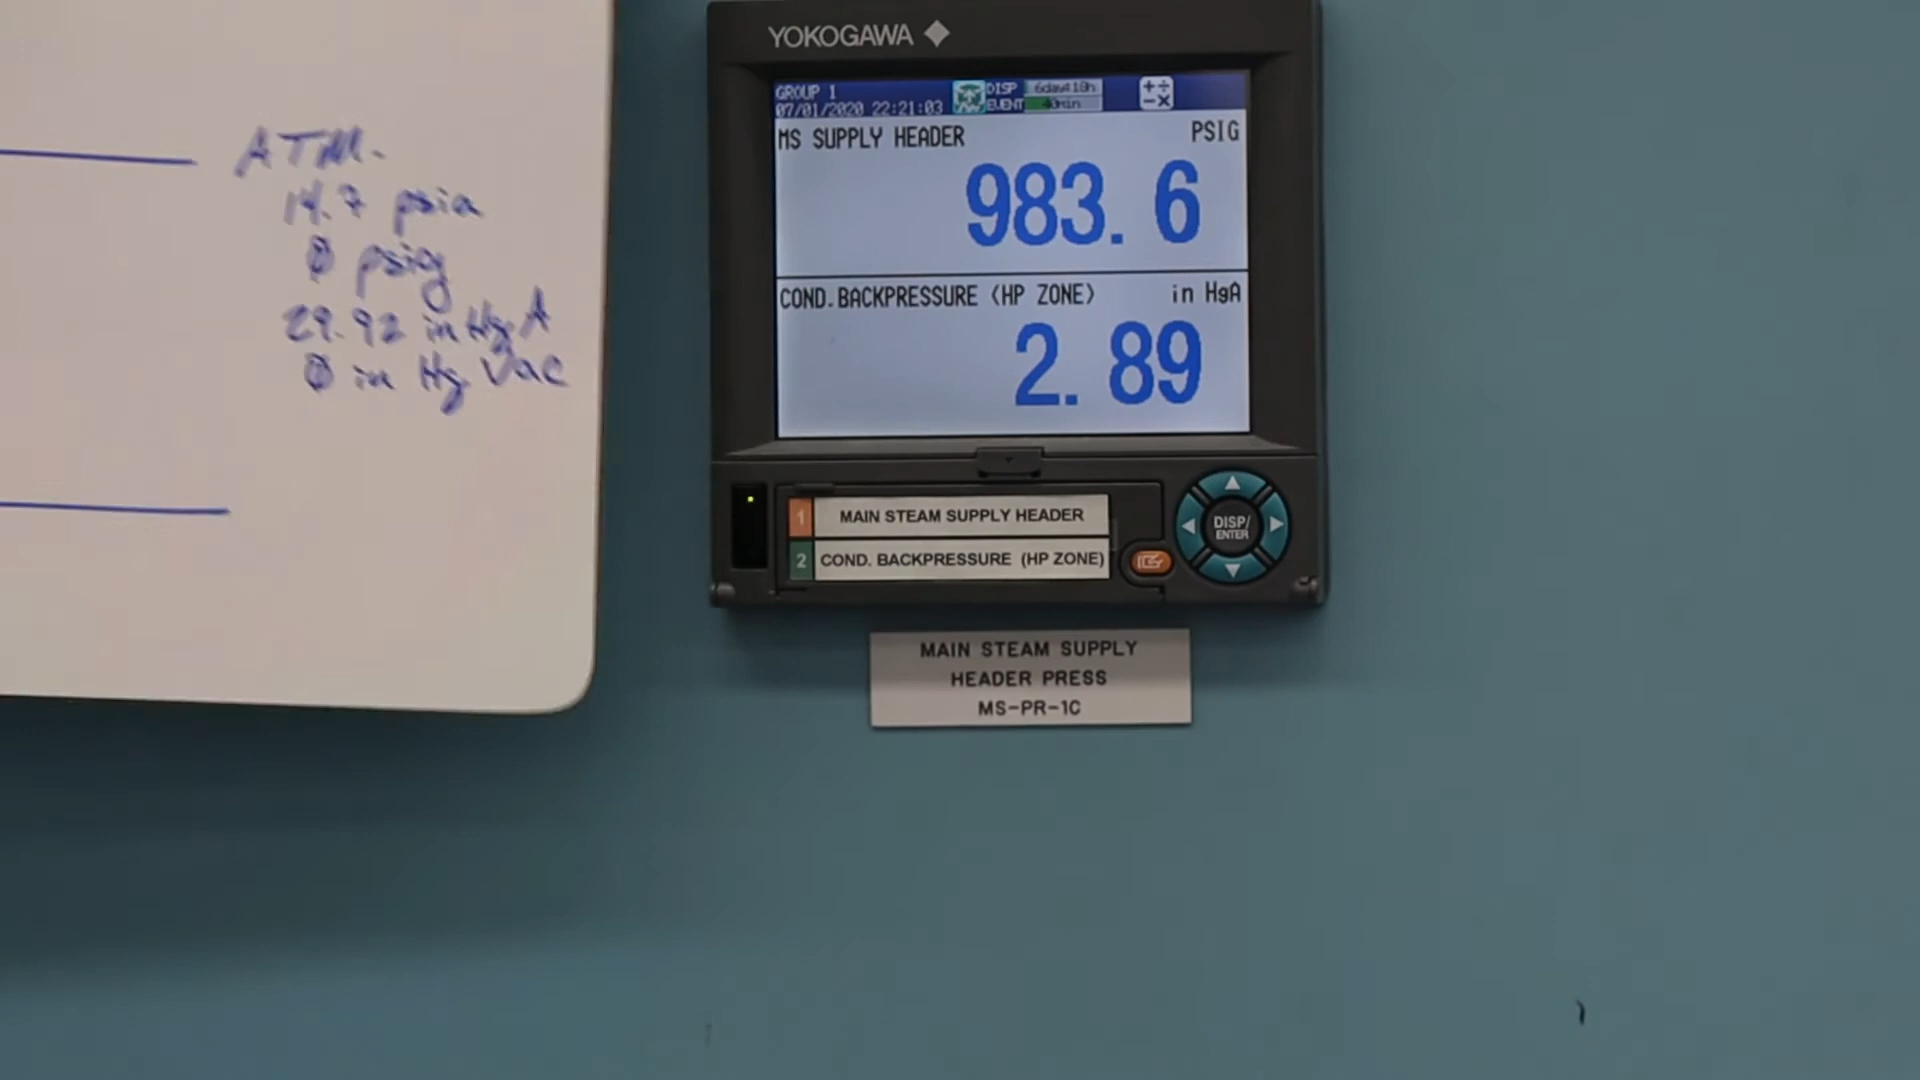 ATM.
14.7 psia
0 psig
29.92 in Hg A
0 in Hg Vac
YOKOGAWA
GROUP 1
07/01/2020 22:21:03
DISP 6day18h
EVENT 40min
MS SUPPLY HEADER PSIG
983.6
COND.BACKPRESSURE (HP ZONE) in HgA
2.89
1 MAIN STEAM SUPPLY HEADER
2 COND. BACKPRESSURE (HP ZONE)
DISP/
ENTER
MAIN STEAM SUPPLY
HEADER PRESS
MS-PR-1C